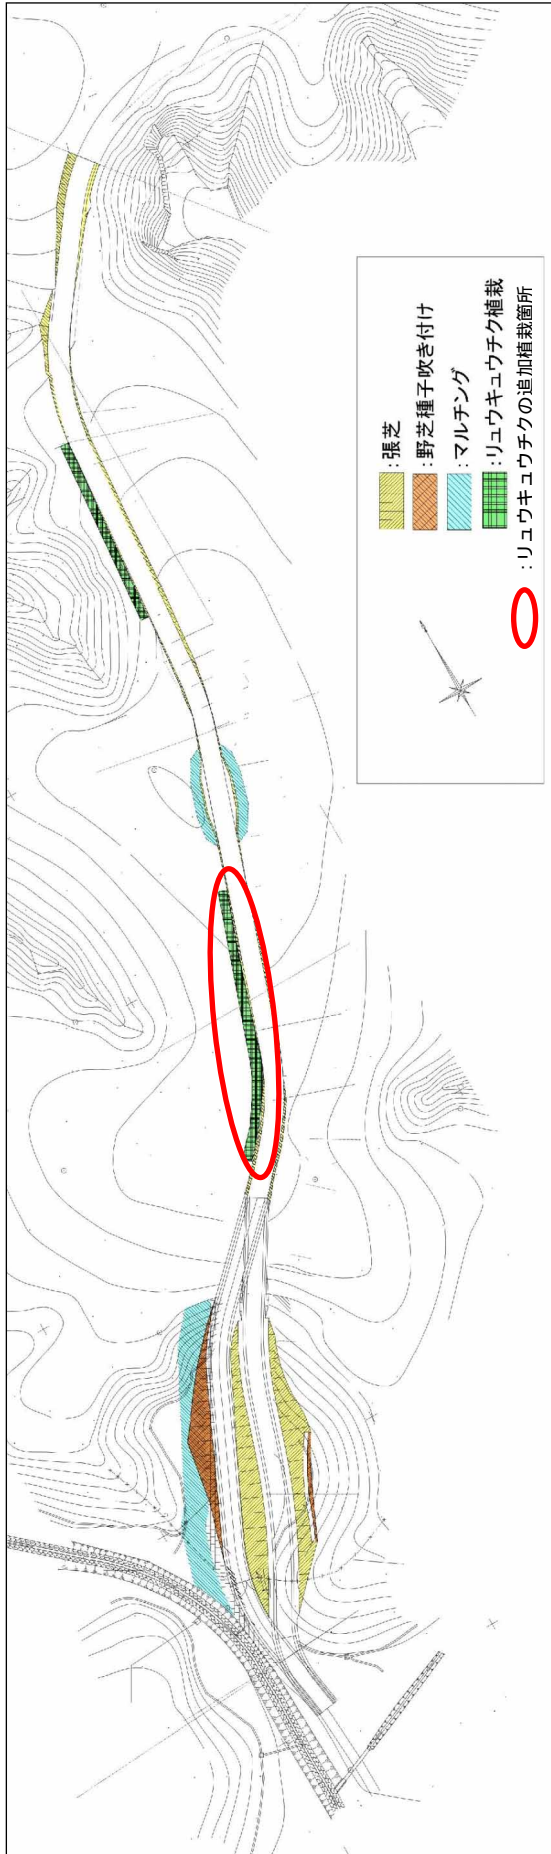 :張芝
:野芝種子吹き付け
:マルチング
:リュウキュウチク植栽
:リュウキュウチクの追加植栽箇所